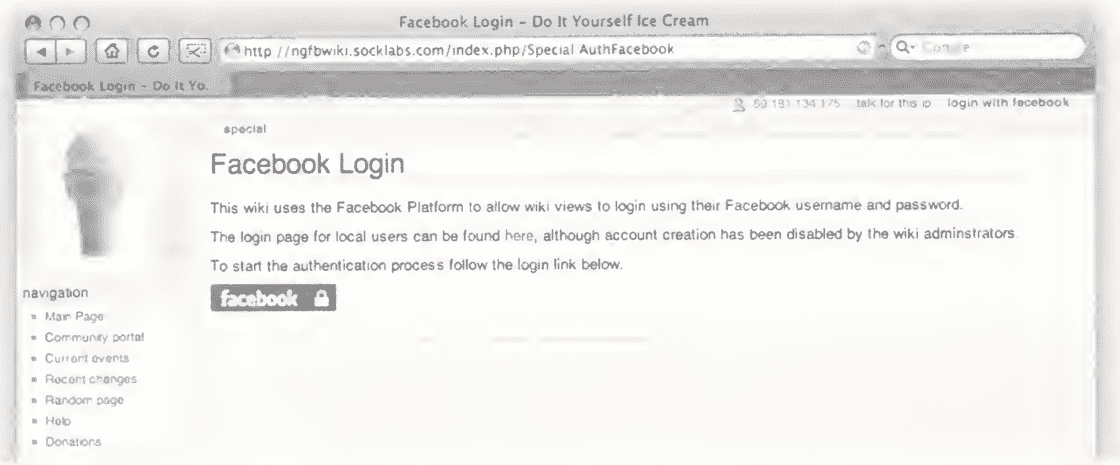 Facebook Login – Do It Yourself Ice Cream
http //ngfbwiki.socklabs.com/index.php/Special AuthFacebook
Facebook Login – Do It Yo.
talk for this ip login with facebook
special
Facebook Login
This wiki uses the Facebook Platform to allow wiki views to login using their Facebook username and password.
The login page for local users can be found here, although account creation has been disabled by the wiki adminstrators
To start the authentication process follow the login link below.
facebook
navigation
Main Page
Community portal
Current events
Recent changes
Random page
Help
Donations